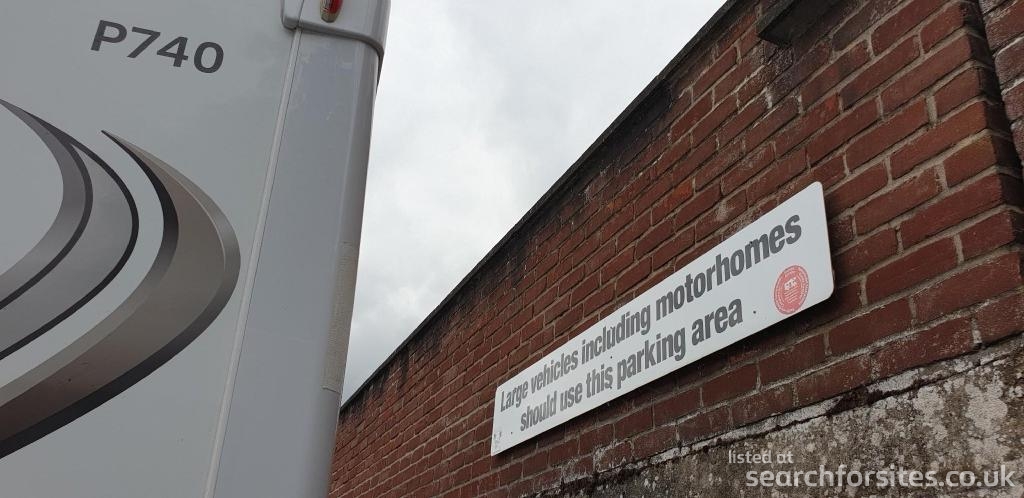 P740
Large vehicles including motorhomes
should use this parking area
listed at
searchforsites.co.uk